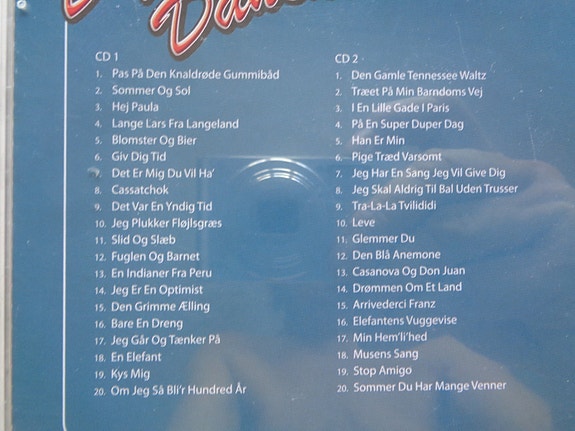 CD 1
1. Pas På Den Knaldrøde Gummibåd
2. Sommer Og Sol
3. Hej Paula
4. Lange Lars Fra Langeland
5. Blomster Og Bier
6. Giv Dig Tid
7. Det Er Mig Du Vil Ha'
8. Cassatchok
9. Det Var En Yndig Tid
10. Jeg Plukker Fløjlsgræs
11. Slid Og Slæb
12. Fuglen Og Barnet
13. En Indianer Fra Peru
14. Jeg Er En Optimist
15. Den Grimme Ælling
16. Bare En Dreng
17. Jeg Går Og Tænker På
18. En Elefant
19. Kys Mig
20. Om Jeg Så Bli'r Hundred År
CD 2
1. Den Gamle Tennessee Waltz
2. Træet På Min Barndoms Vej
3. I En Lille Gade I Paris
4. På En Super Duper Dag
5. Han Er Min
6. Pige Træd Varsomt
7. Jeg Har En Sang Jeg Vil Give Dig
8. Jeg Skal Aldrig Til Bal Uden Trusser
9. Tra-La-La Tvilididi
10. Leve
11. Glemmer Du
12. Den Blå Anemone
13. Casanova Og Don Juan
14. Drømmen Om Et Land
15. Arrivederci Franz
16. Elefantens Vuggevise
17. Min Hem'li'hed
18. Musens Sang
19. Stop Amigo
20. Sommer Du Har Mange Venner